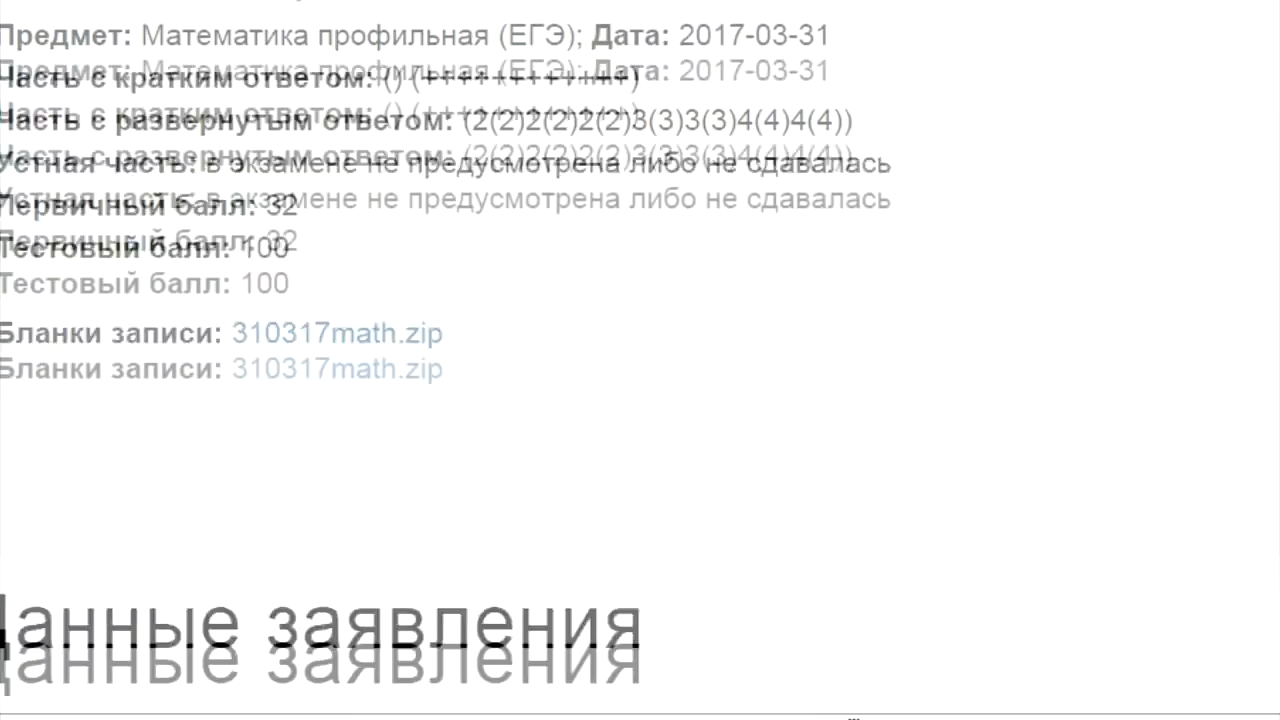 Предмет: Математика профильная (ЕГЭ); Дата: 2017-03-31
Часть с кратким ответом: () (++++++++++++)
Часть с развернутым ответом: (2(2)2(2)2(2)3(3)3(3)4(4)4(4))
Устная часть: в экзамене не предусмотрена либо не сдавалась
Первичный балл: 32
Тестовый балл: 100
Бланки записи: 310317math.zip
Данные заявления